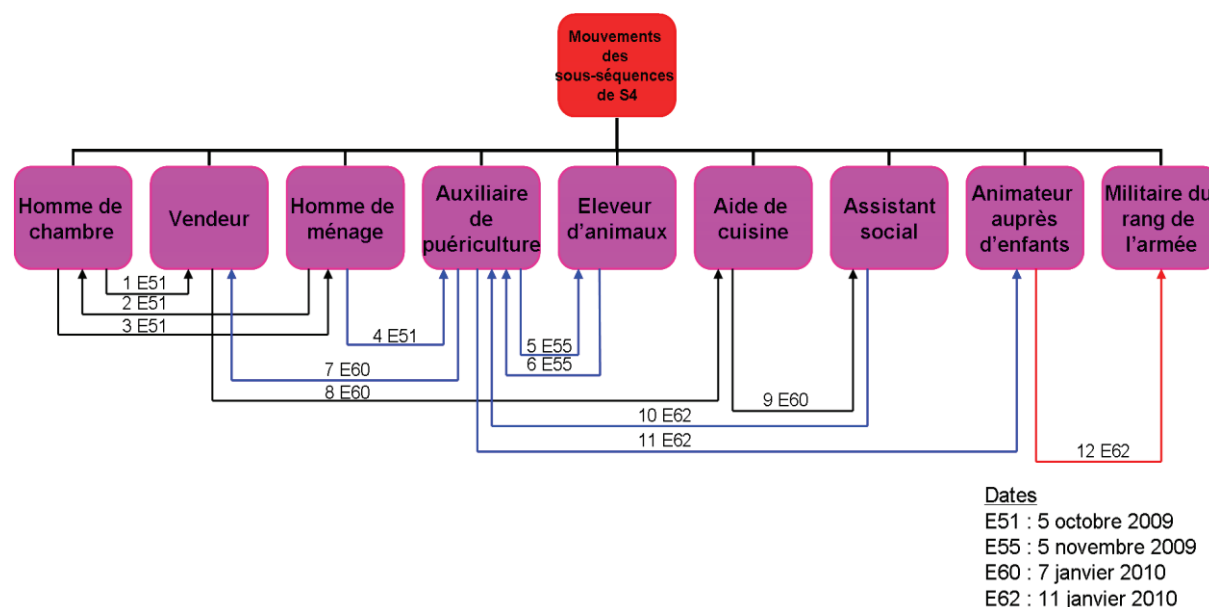 Mouvements
des
sous-séquences
de S4
Homme de
chambre
Vendeur
Homme de
ménage
Auxiliaire
de
puériculture
Eleveur
d'animaux
Aide de
cuisine
Assistant
social
Animateur
auprès
d'enfants
Militaire du
rang de
l'armée
1 E51
2 E51
3 E51
4 E51
5 E55
6 E55
7 E60
8 E60
9 E60
10 E62
11 E62
12 E62
Dates
E51 : 5 octobre 2009
E55 : 5 novembre 2009
E60 : 7 janvier 2010
E62 : 11 janvier 2010